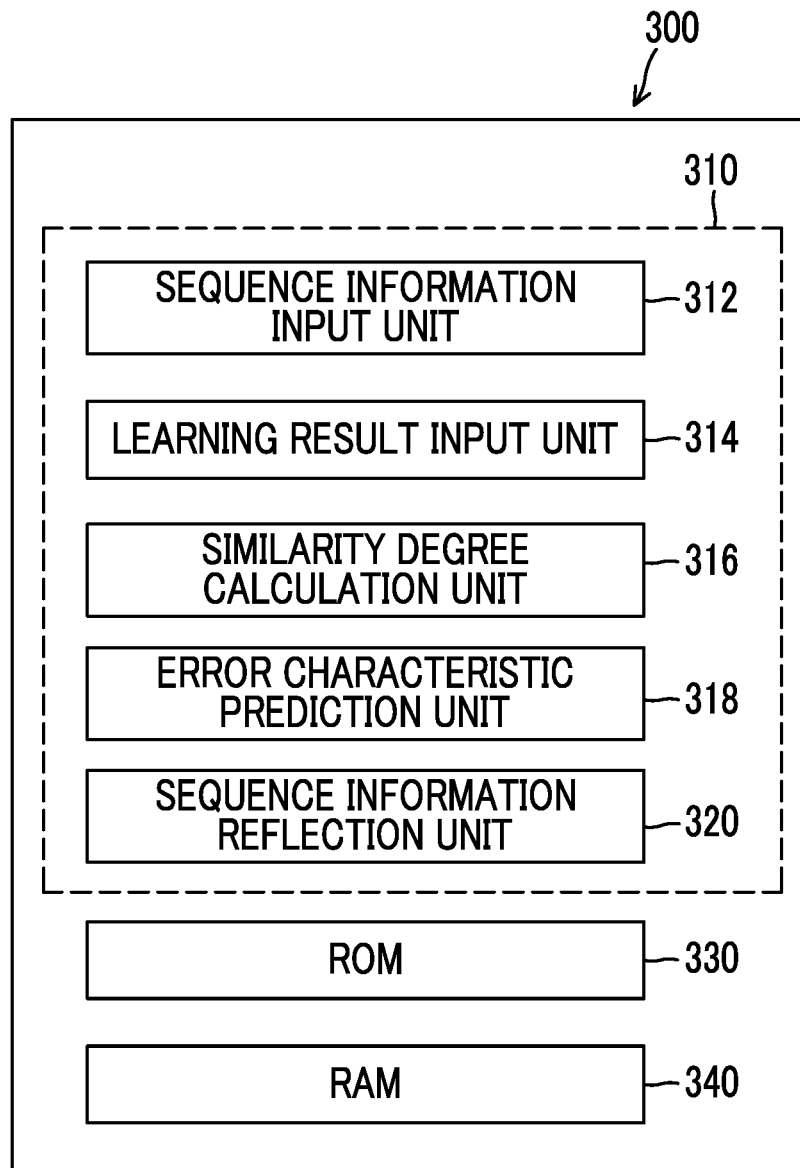 300
310
SEQUENCE INFORMATION
INPUT UNIT
312
LEARNING RESULT INPUT UNIT
314
SIMILARITY DEGREE
CALCULATION UNIT
316
ERROR CHARACTERISTIC
PREDICTION UNIT
318
SEQUENCE INFORMATION
REFLECTION UNIT
320
ROM
330
RAM
340